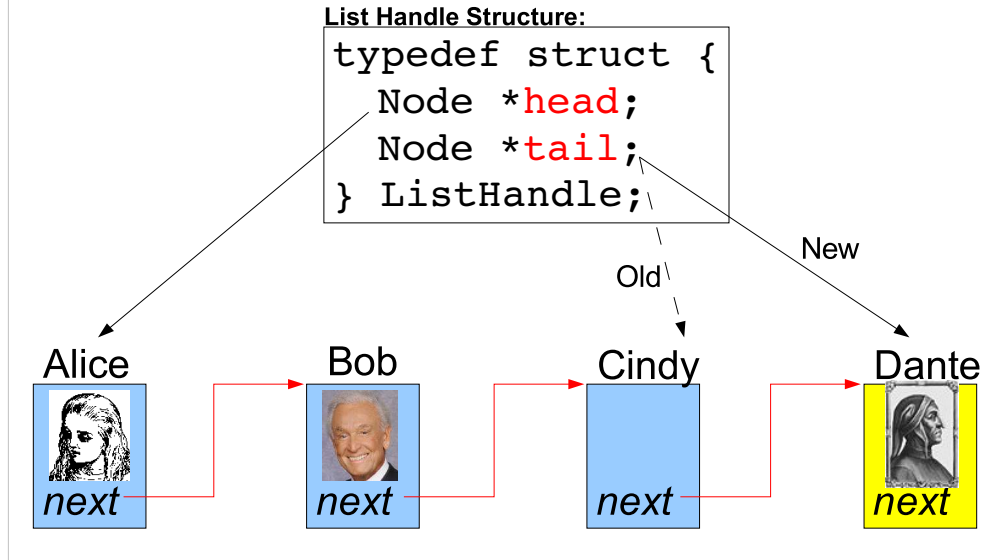 List Handle Structure:
typedef struct {
Node *head;
Node *tail;
} ListHandle;
New
Old
Alice
Bob
Cindy
Dante
next
next
next
next